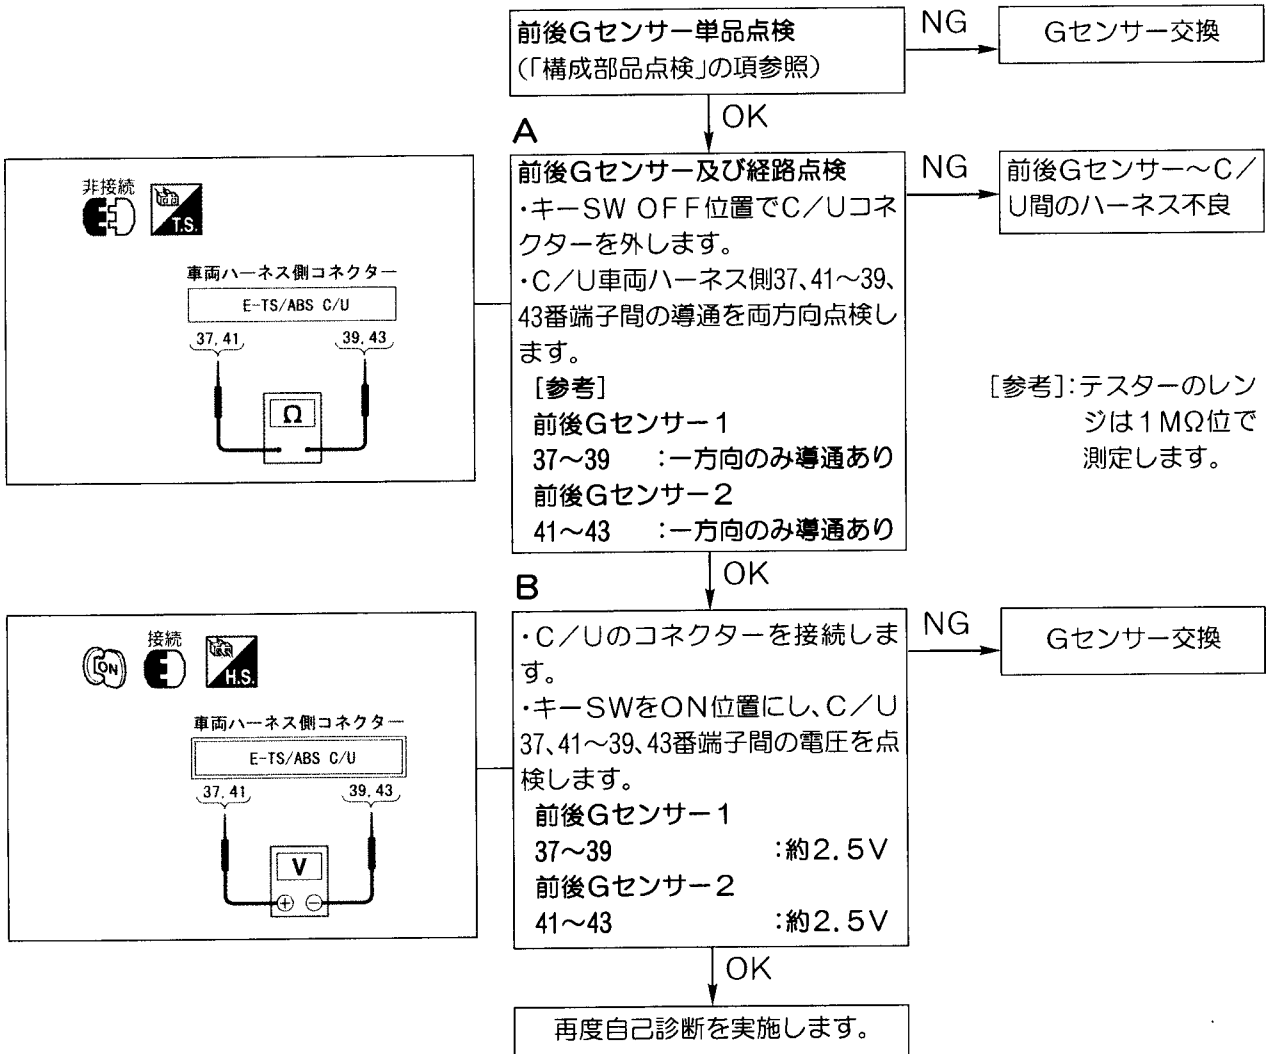 前後Gセンサー単品点検
(「構成部品点検」の項参照)
NG
Gセンサー交換
OK
A
前後Gセンサー及び経路点検
・キーSW OFF位置でC/Uコネ
クターを外します。
・C/U車両ハーネス側37、41~39、
43番端子間の導通を両方向点検し
ます。
[参考]
前後Gセンサー1
37~39 :一方向のみ導通あり
前後Gセンサー2
41~43 :一方向のみ導通あり
NG
前後Gセンサー~C/
U間のハーネス不良
非接続
T.S.
車両ハーネス側コネクター
E-TS/ABS C/U
37, 41
39, 43
Ω
[参考]:テスターのレン
ジは1MΩ位で
測定します。
OK
B
・C/Uのコネクターを接続しま
す。
・キーSWをON位置にし、C/U
37、41~39、43番端子間の電圧を点
検します。
前後Gセンサー1
37~39 :約2.5V
前後Gセンサー2
41~43 :約2.5V
NG
Gセンサー交換
ON
接続
H.S.
車両ハーネス側コネクター
E-TS/ABS C/U
37, 41
39, 43
V
⊕ ⊖
OK
再度自己診断を実施します。